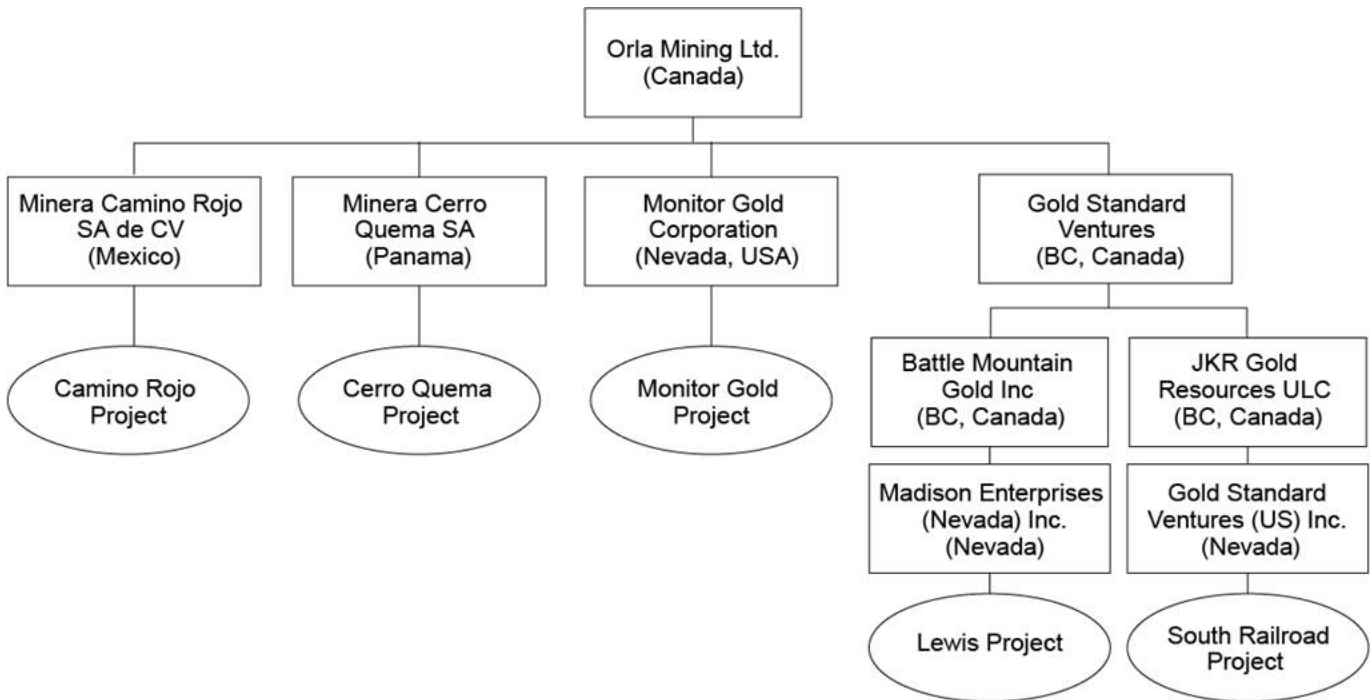 Orla Mining Ltd.
(Canada)
Minera Camino Rojo
SA de CV
(Mexico)
Minera Cerro
Quema SA
(Panama)
Monitor Gold
Corporation
(Nevada, USA)
Gold Standard
Ventures
(BC, Canada)
Camino Rojo
Project
Cerro Quema
Project
Monitor Gold
Project
Battle Mountain
Gold Inc
(BC, Canada)
JKR Gold
Resources ULC
(BC, Canada)
Madison Enterprises
(Nevada) Inc.
(Nevada)
Gold Standard
Ventures (US) Inc.
(Nevada)
Lewis Project
South Railroad
Project